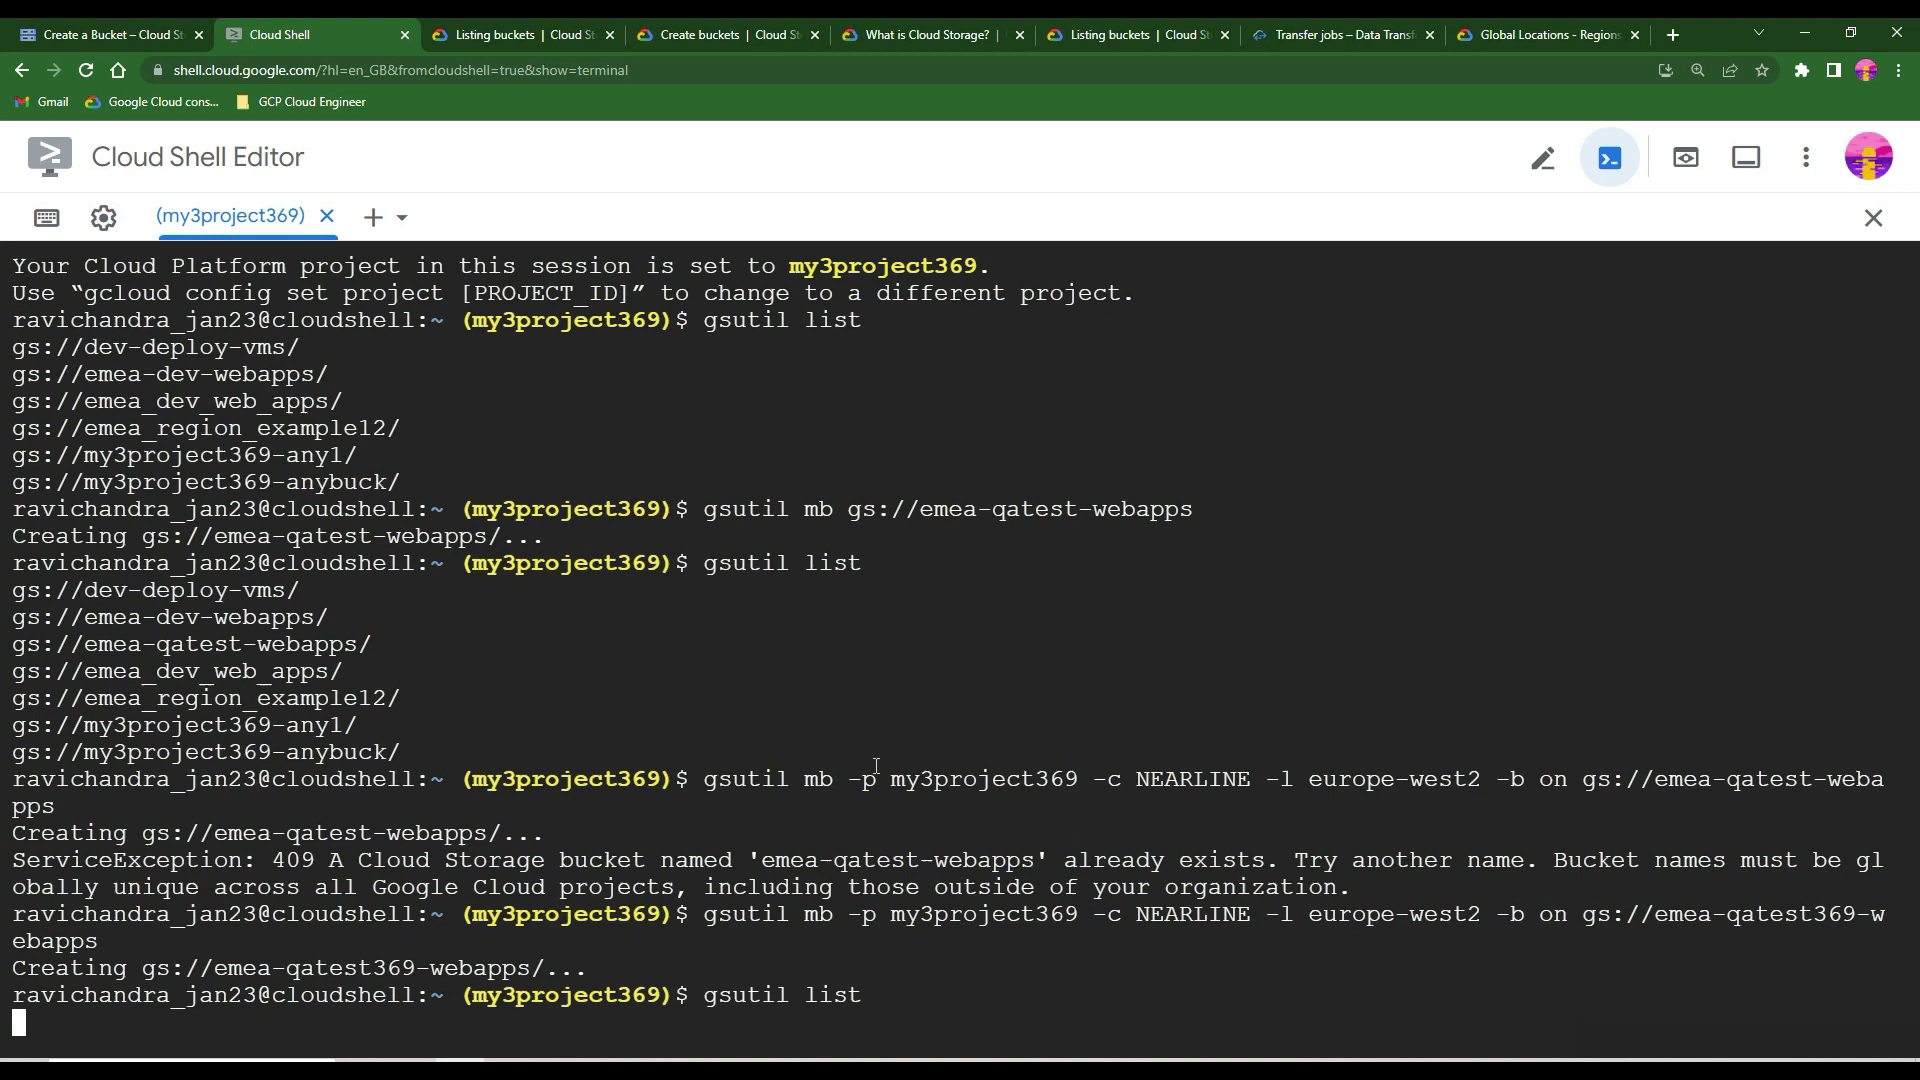 Create a Bucket – Cloud St
Cloud Shell
Listing buckets | Cloud St
Create buckets | Cloud St
What is Cloud Storage? |
Listing buckets | Cloud St
Transfer jobs – Data Transf
Global Locations - Regions
shell.cloud.google.com/?hl=en_GB&fromcloudshell=true&show=terminal
Gmail
Google Cloud cons...
GCP Cloud Engineer
Cloud Shell Editor
(my3project369)
Your Cloud Platform project in this session is set to my3project369.
Use “gcloud config set project [PROJECT_ID]” to change to a different project.
ravichandra_jan23@cloudshell:~ (my3project369)$ gsutil list
gs://dev-deploy-vms/
gs://emea-dev-webapps/
gs://emea_dev_web_apps/
gs://emea_region_example12/
gs://my3project369-any1/
gs://my3project369-anybuck/
ravichandra_jan23@cloudshell:~ (my3project369)$ gsutil mb gs://emea-qatest-webapps
Creating gs://emea-qatest-webapps/...
ravichandra_jan23@cloudshell:~ (my3project369)$ gsutil list
gs://dev-deploy-vms/
gs://emea-dev-webapps/
gs://emea-qatest-webapps/
gs://emea_dev_web_apps/
gs://emea_region_example12/
gs://my3project369-any1/
gs://my3project369-anybuck/
ravichandra_jan23@cloudshell:~ (my3project369)$ gsutil mb -p my3project369 -c NEARLINE -l europe-west2 -b on gs://emea-qatest-weba
pps
Creating gs://emea-qatest-webapps/...
ServiceException: 409 A Cloud Storage bucket named 'emea-qatest-webapps' already exists. Try another name. Bucket names must be gl
obally unique across all Google Cloud projects, including those outside of your organization.
ravichandra_jan23@cloudshell:~ (my3project369)$ gsutil mb -p my3project369 -c NEARLINE -l europe-west2 -b on gs://emea-qatest369-w
ebapps
Creating gs://emea-qatest369-webapps/...
ravichandra_jan23@cloudshell:~ (my3project369)$ gsutil list